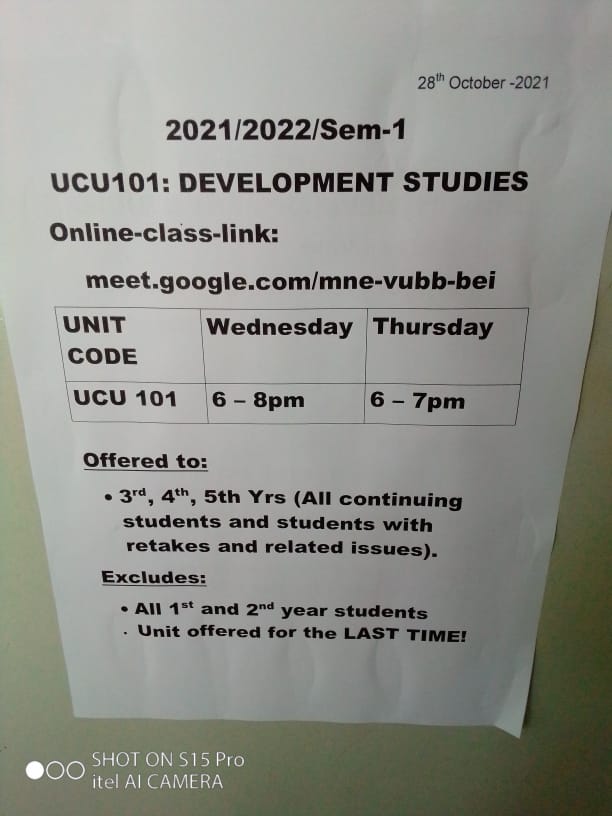 28th October -2021
2021/2022/Sem-1
UCU101: DEVELOPMENT STUDIES
Online-class-link:
meet.google.com/mne-vubb-bei
UNIT CODE Wednesday Thursday
UCU 101 6 – 8pm 6 – 7pm
Offered to:
• 3rd, 4th, 5th Yrs (All continuing
students and students with
retakes and related issues).
Excludes:
• All 1st and 2nd year students
· Unit offered for the LAST TIME!
SHOT ON S15 Pro
itel AI CAMERA